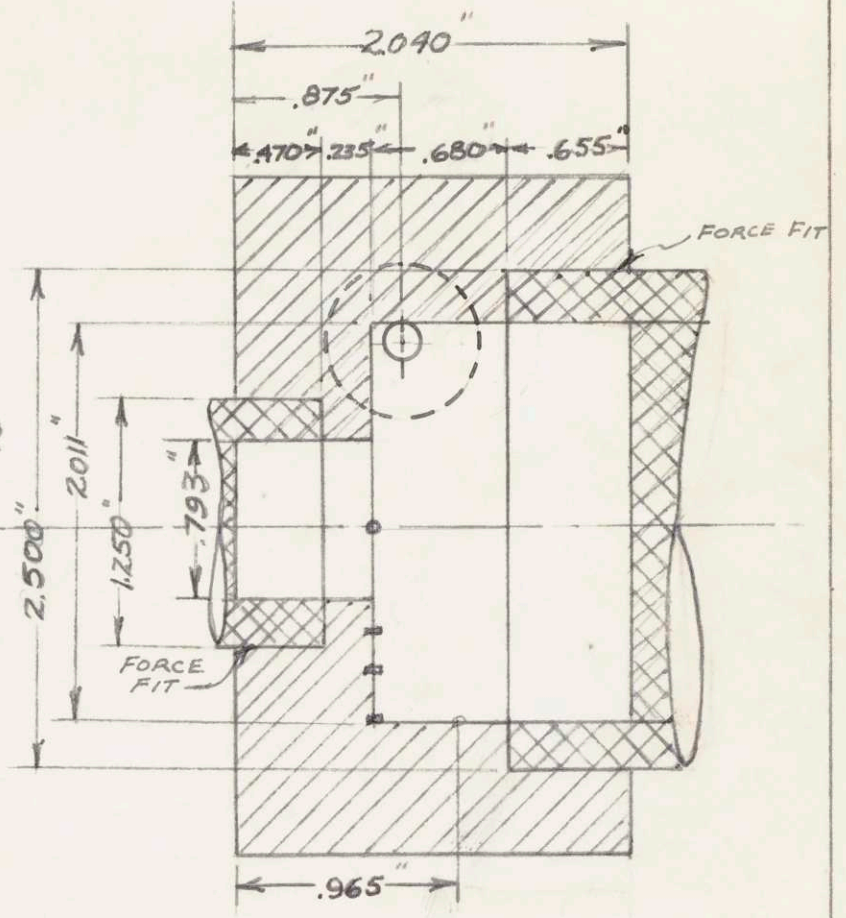 2.040"
.875"
.470" .235" .680" .655"
FORCE FIT
2.500"
2.011"
1.250"
.793"
FORCE
FIT
.965"